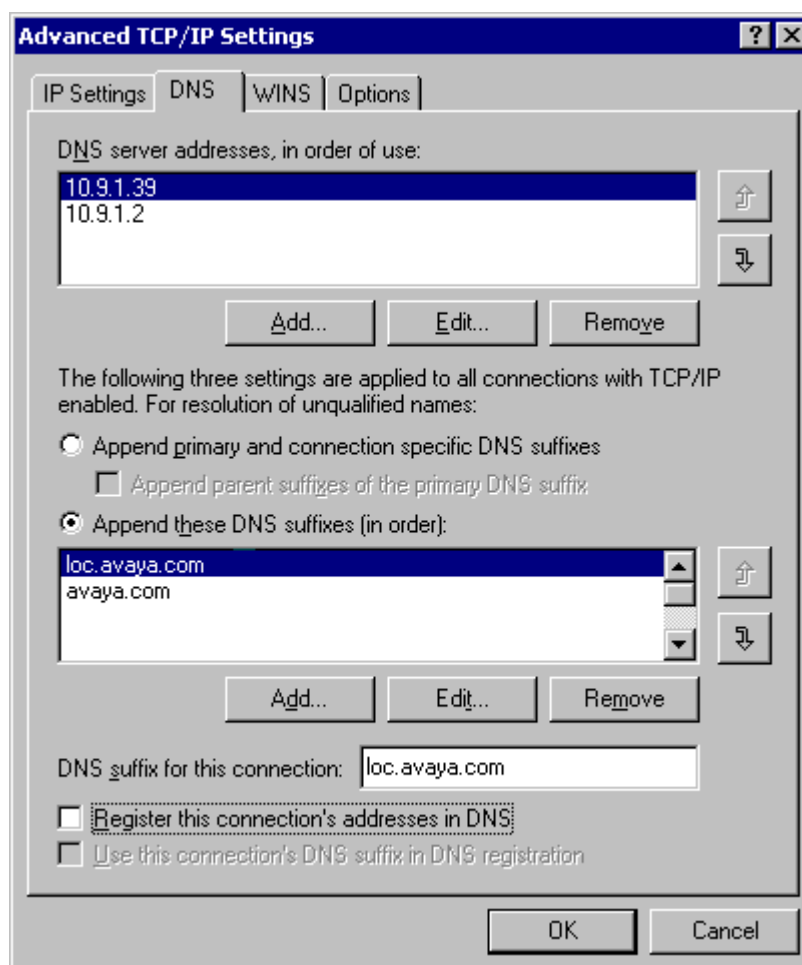 Advanced TCP/IP Settings
IP Settings DNS WINS Options
DNS server addresses, in order of use:
10.9.1.39
10.9.1.2
Add... Edit... Remove
The following three settings are applied to all connections with TCP/IP
enabled. For resolution of unqualified names:
Append primary and connection specific DNS suffixes
Append parent suffixes of the primary DNS suffix
Append these DNS suffixes (in order):
loc.avaya.com
avaya.com
Add... Edit... Remove
DNS suffix for this connection: loc.avaya.com
Register this connection's addresses in DNS
Use this connection's DNS suffix in DNS registration
OK Cancel